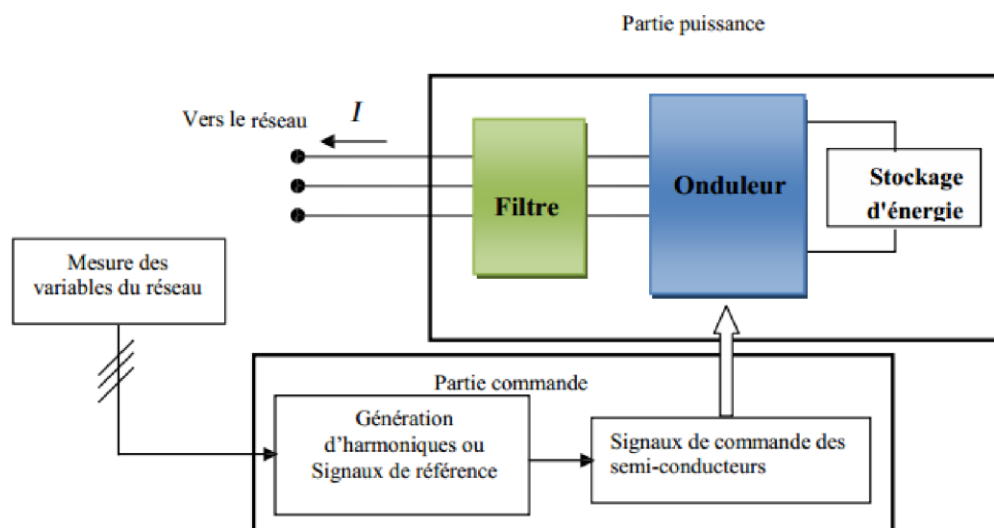 Partie puissance
Vers le réseau
I
Filtre
Onduleur
Stockage
d'énergie
Mesure des
variables du réseau
Partie commande
Génération
d'harmoniques ou
Signaux de référence
Signaux de commande des
semi-conducteurs